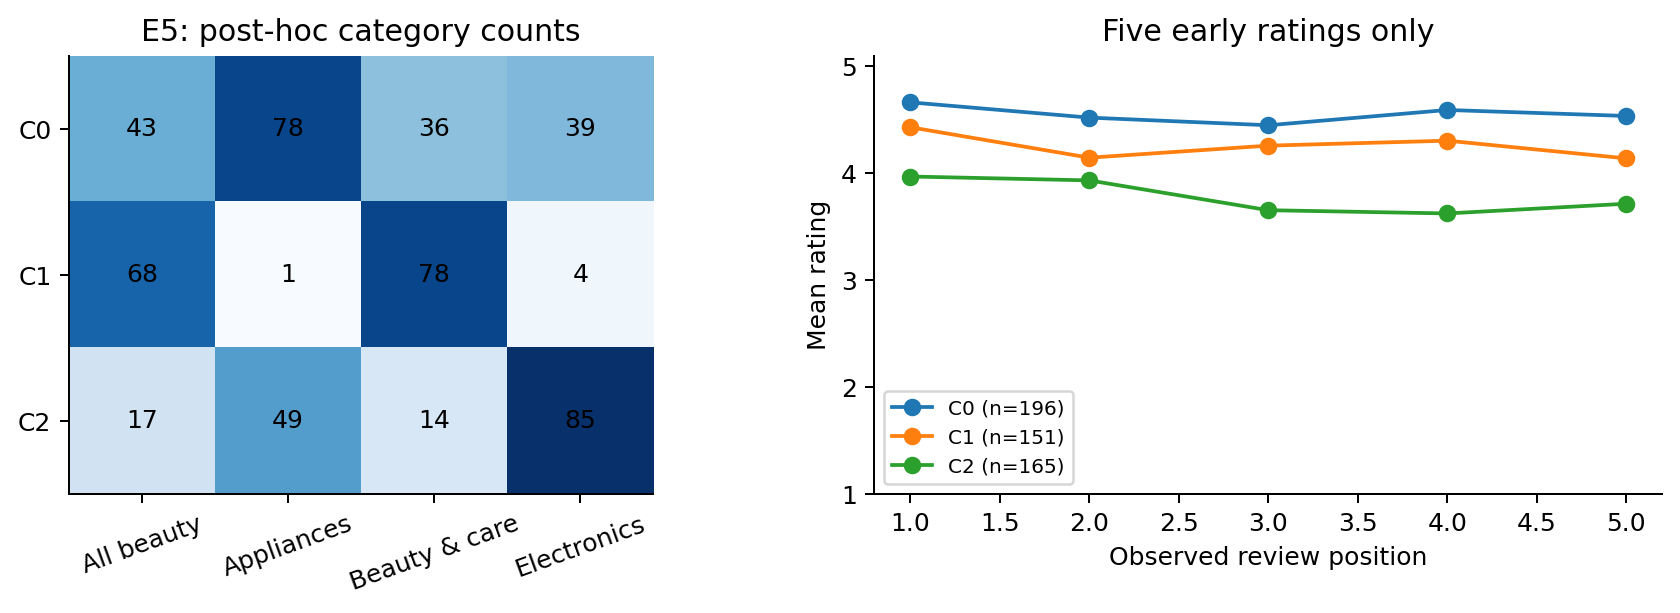 E5: post-hoc category counts
C0 43 78 36 39
C1 68 1 78 4
C2 17 49 14 85
All beauty Appliances Beauty & care Electronics
Five early ratings only
Mean rating
5
4
3
2
1
C0 (n=196)
C1 (n=151)
C2 (n=165)
1.0 1.5 2.0 2.5 3.0 3.5 4.0 4.5 5.0
Observed review position